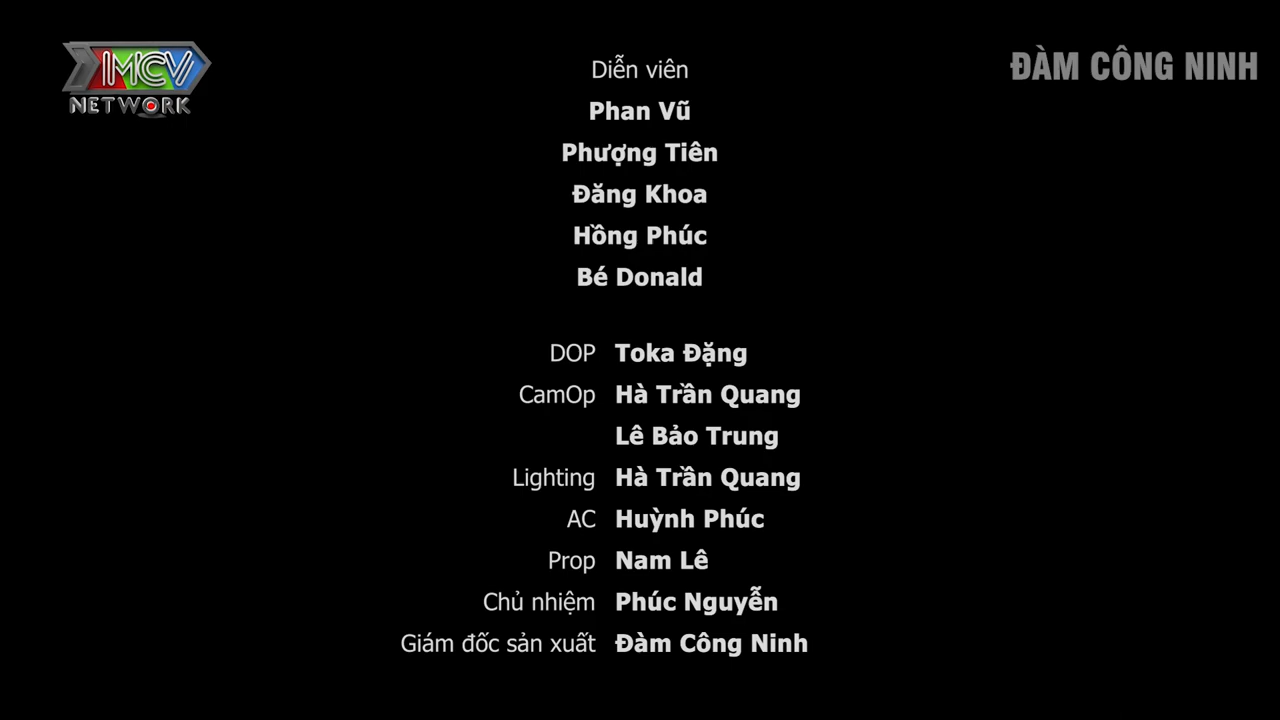 MCV
NETWORK
ĐÀM CÔNG NINH
Diễn viên
Phan Vũ
Phượng Tiên
Đăng Khoa
Hồng Phúc
Bé Donald
DOP Toka Đặng
CamOp Hà Trần Quang
Lê Bảo Trung
Lighting Hà Trần Quang
AC Huỳnh Phúc
Prop Nam Lê
Chủ nhiệm Phúc Nguyễn
Giám đốc sản xuất Đàm Công Ninh